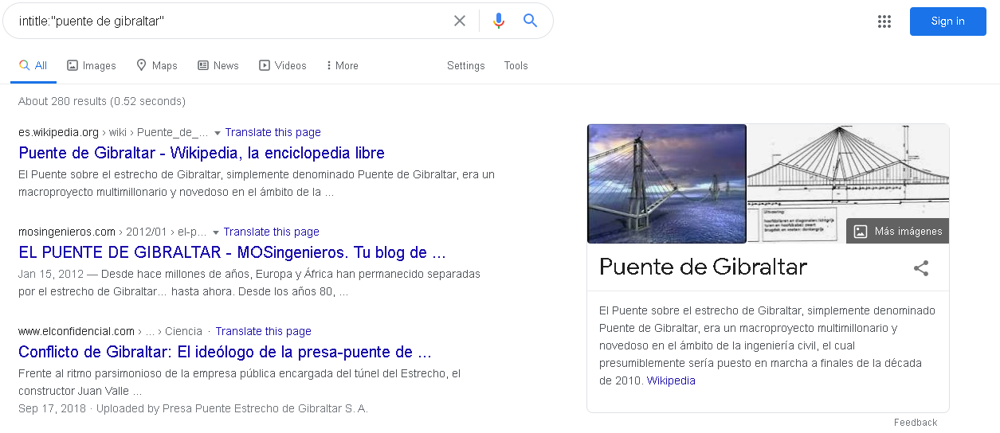 intitle:"puente de gibraltar"
Sign in
All Images Maps News Videos More Settings Tools
About 280 results (0.52 seconds)
es.wikipedia.org › wiki › Puente_de_... Translate this page
Puente de Gibraltar - Wikipedia, la enciclopedia libre
El Puente sobre el estrecho de Gibraltar, simplemente denominado Puente de Gibraltar, era un
macroproyecto multimillonario y novedoso en el ámbito de la ...
mosingenieros.com › 2012/01 › el-p... Translate this page
EL PUENTE DE GIBRALTAR - MOSingenieros. Tu blog de ...
Jan 15, 2012 — Desde hace millones de años, Europa y África han permanecido separadas
por el estrecho de Gibraltar... hasta ahora. Desde los años 80, ...
www.elconfidencial.com › ... › Ciencia · Translate this page
Conflicto de Gibraltar: El ideólogo de la presa-puente de ...
Frente al ritmo parsimonioso de la empresa pública encargada del túnel del Estrecho, el
constructor Juan Valle ...
Sep 17, 2018 · Uploaded by Presa Puente Estrecho de Gibraltar S. A.
Más imágenes
Puente de Gibraltar
El Puente sobre el estrecho de Gibraltar, simplemente denominado
Puente de Gibraltar, era un macroproyecto multimillonario y
novedoso en el ámbito de la ingeniería civil, el cual
presumiblemente sería puesto en marcha a finales de la década
de 2010. Wikipedia
Feedback